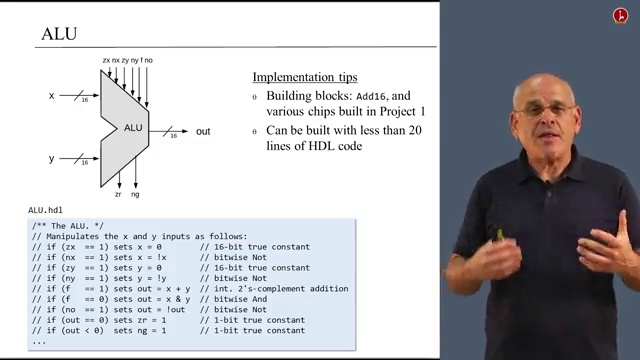 ALU
zx nx zy ny f no
x
16
ALU
16
out
y
16
zr
ng
Implementation tips
Building blocks: Add16, and
various chips built in Project 1
Can be built with less than 20
lines of HDL code
ALU.hdl
/** The ALU. */
// Manipulates the x and y inputs as follows:
// if (zx == 1) sets x = 0 // 16-bit true constant
// if (nx == 1) sets x = !x // bitwise Not
// if (zy == 1) sets y = 0 // 16-bit true constant
// if (ny == 1) sets y = !y // bitwise Not
// if (f == 1) sets out = x + y // int. 2's-complement addition
// if (f == 0) sets out = x & y // bitwise And
// if (no == 1) sets out = !out // bitwise Not
// if (out == 0) sets zr = 1 // 1-bit true constant
// if (out < 0) sets ng = 1 // 1-bit true constant
...